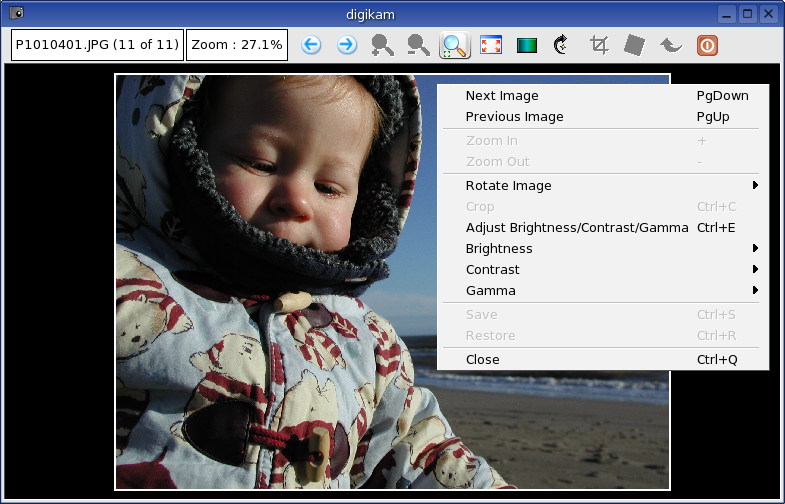 digikam
P1010401.JPG (11 of 11) Zoom : 27.1%
Next Image PgDown
Previous Image PgUp
Zoom In +
Zoom Out -
Rotate Image
Crop Ctrl+C
Adjust Brightness/Contrast/Gamma Ctrl+E
Brightness
Contrast
Gamma
Save Ctrl+S
Restore Ctrl+R
Close Ctrl+Q